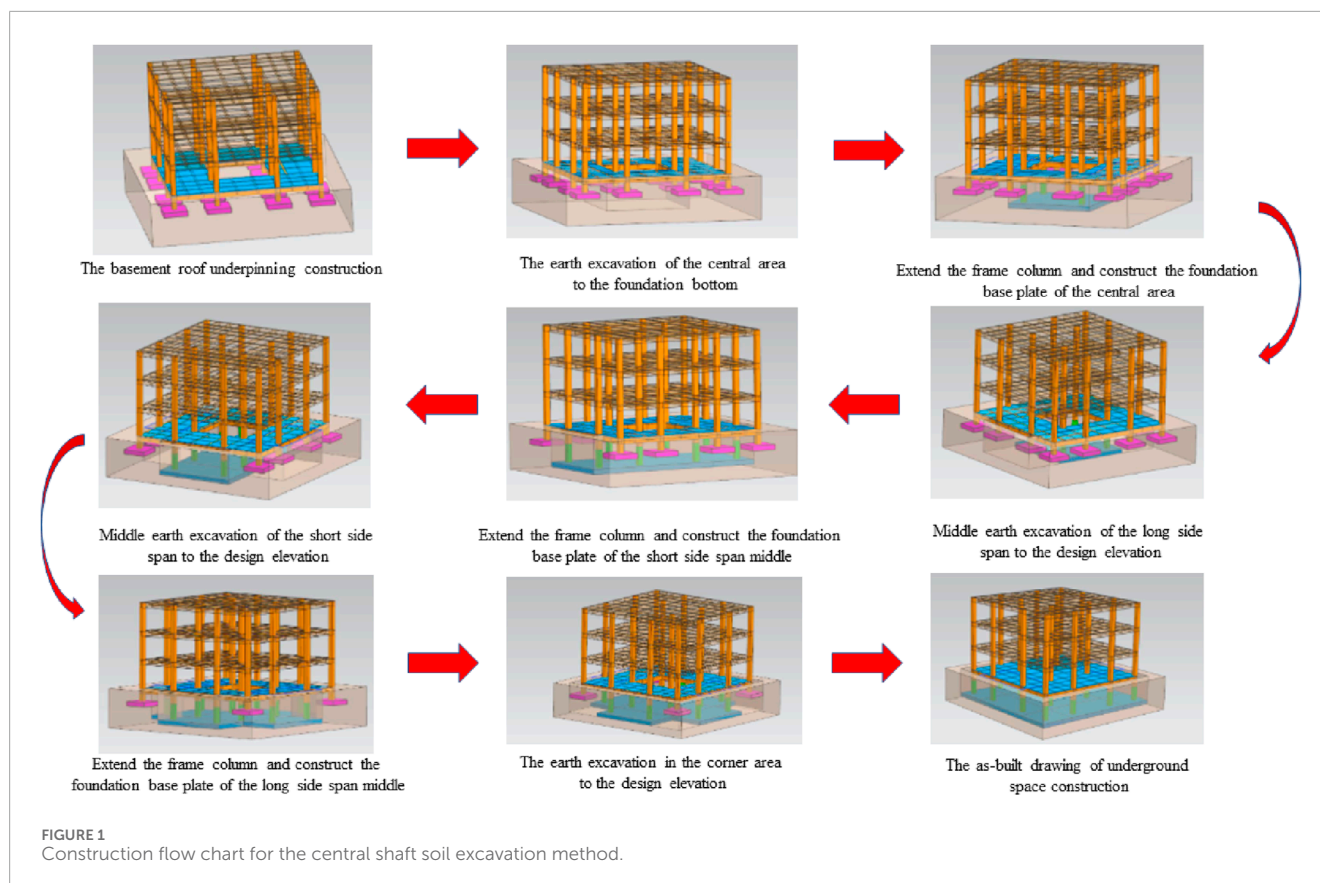 The basement roof underpinning construction
The earth excavation of the central area
to the foundation bottom
Extend the frame column and construct the foundation
base plate of the central area
Middle earth excavation of the short side
span to the design elevation
Extend the frame column and construct the foundation
base plate of the short side span middle
Middle earth excavation of the long side
span to the design elevation
Extend the frame column and construct the
foundation base plate of the long side span middle
The earth excavation in the corner area
to the design elevation
The as-built drawing of underground
space construction
FIGURE 1
Construction flow chart for the central shaft soil excavation method.